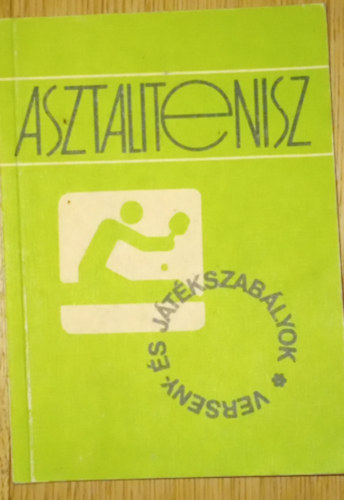 ASZTALITeNISZ
VERSENY- ÉS JÁTÉKSZABÁLYOK *